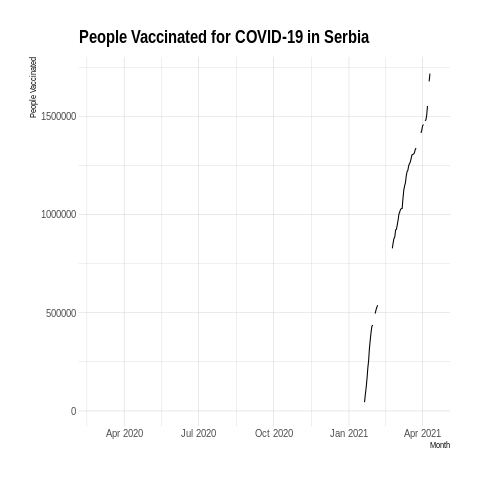 People Vaccinated for COVID-19 in Serbia
People Vaccinated
1500000
1000000
500000
0
Apr 2020
Jul 2020
Oct 2020
Jan 2021
Apr 2021
Month